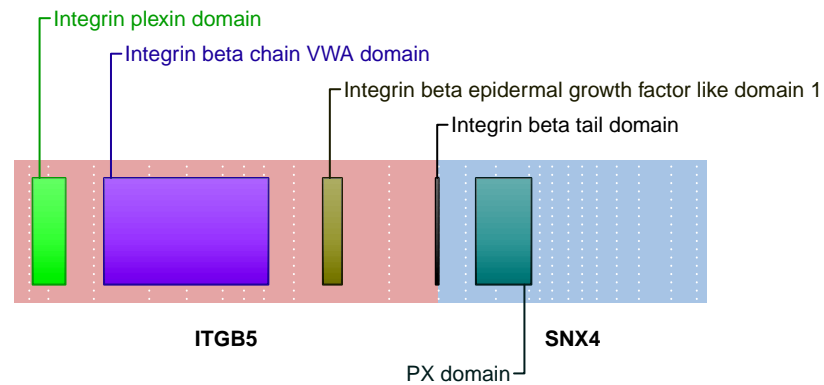 Integrin plexin domain
Integrin beta chain VWA domain
Integrin beta epidermal growth factor like domain 1
Integrin beta tail domain
ITGB5
SNX4
PX domain